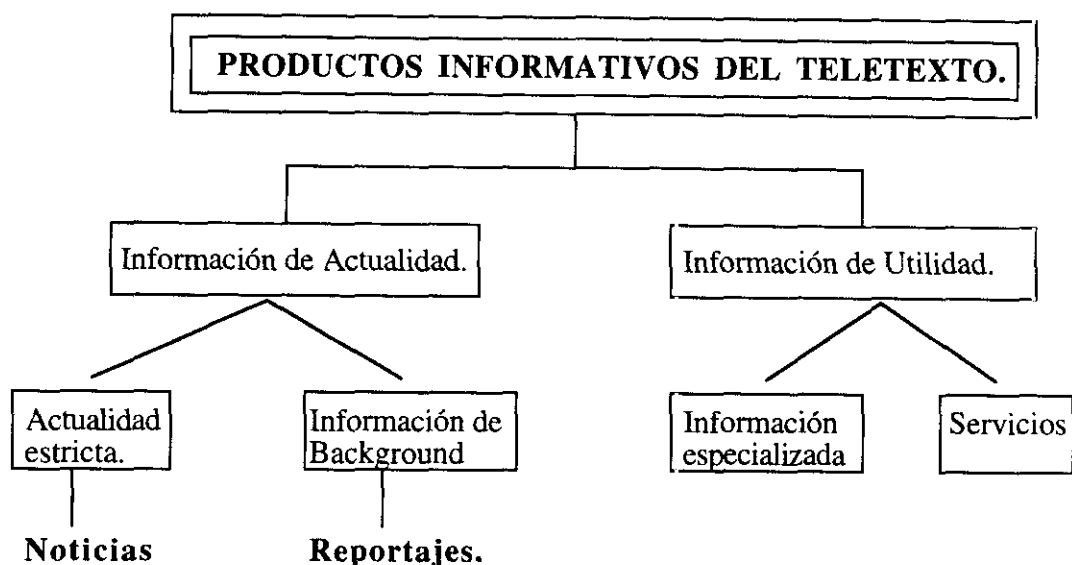 PRODUCTOS INFORMATIVOS DEL TELETEXTO.
Información de Actualidad.
Información de Utilidad.
Actualidad
estricta.
Información de
Background
Información
especializada
Servicios
Noticias
Reportajes.